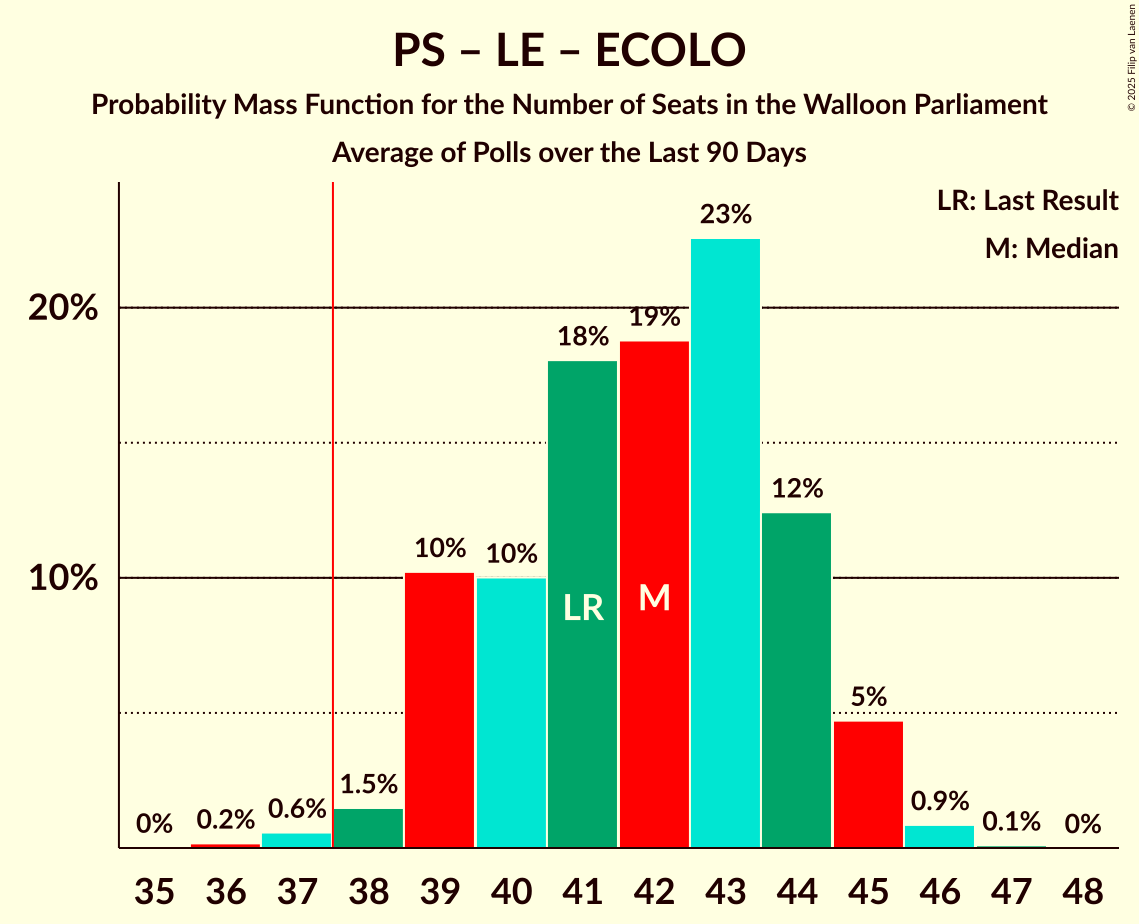 PS – LE – ECOLO
Probability Mass Function for the Number of Seats in the Walloon Parliament
Average of Polls over the Last 90 Days
© 2025 Filip van Laenen
LR: Last Result
M: Median
20%
10%
0%
0.2%
0.6%
1.5%
10%
10%
18%
19%
23%
12%
5%
0.9%
0.1%
0%
LR
M
35 36 37 38 39 40 41 42 43 44 45 46 47 48